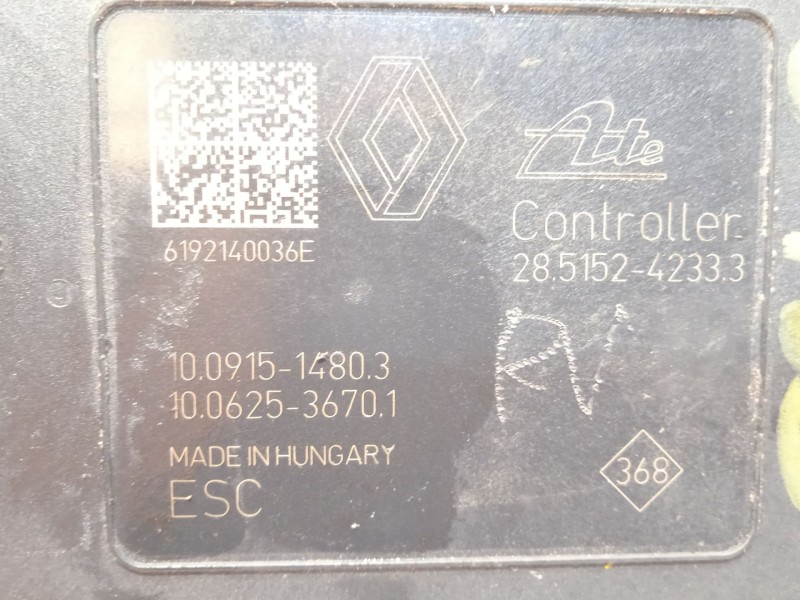 Ate
Controller
28.5152-4233.3
6192140036E
10.0915-1480.3
10.0625-3670.1
MADE IN HUNGARY
ESC
368